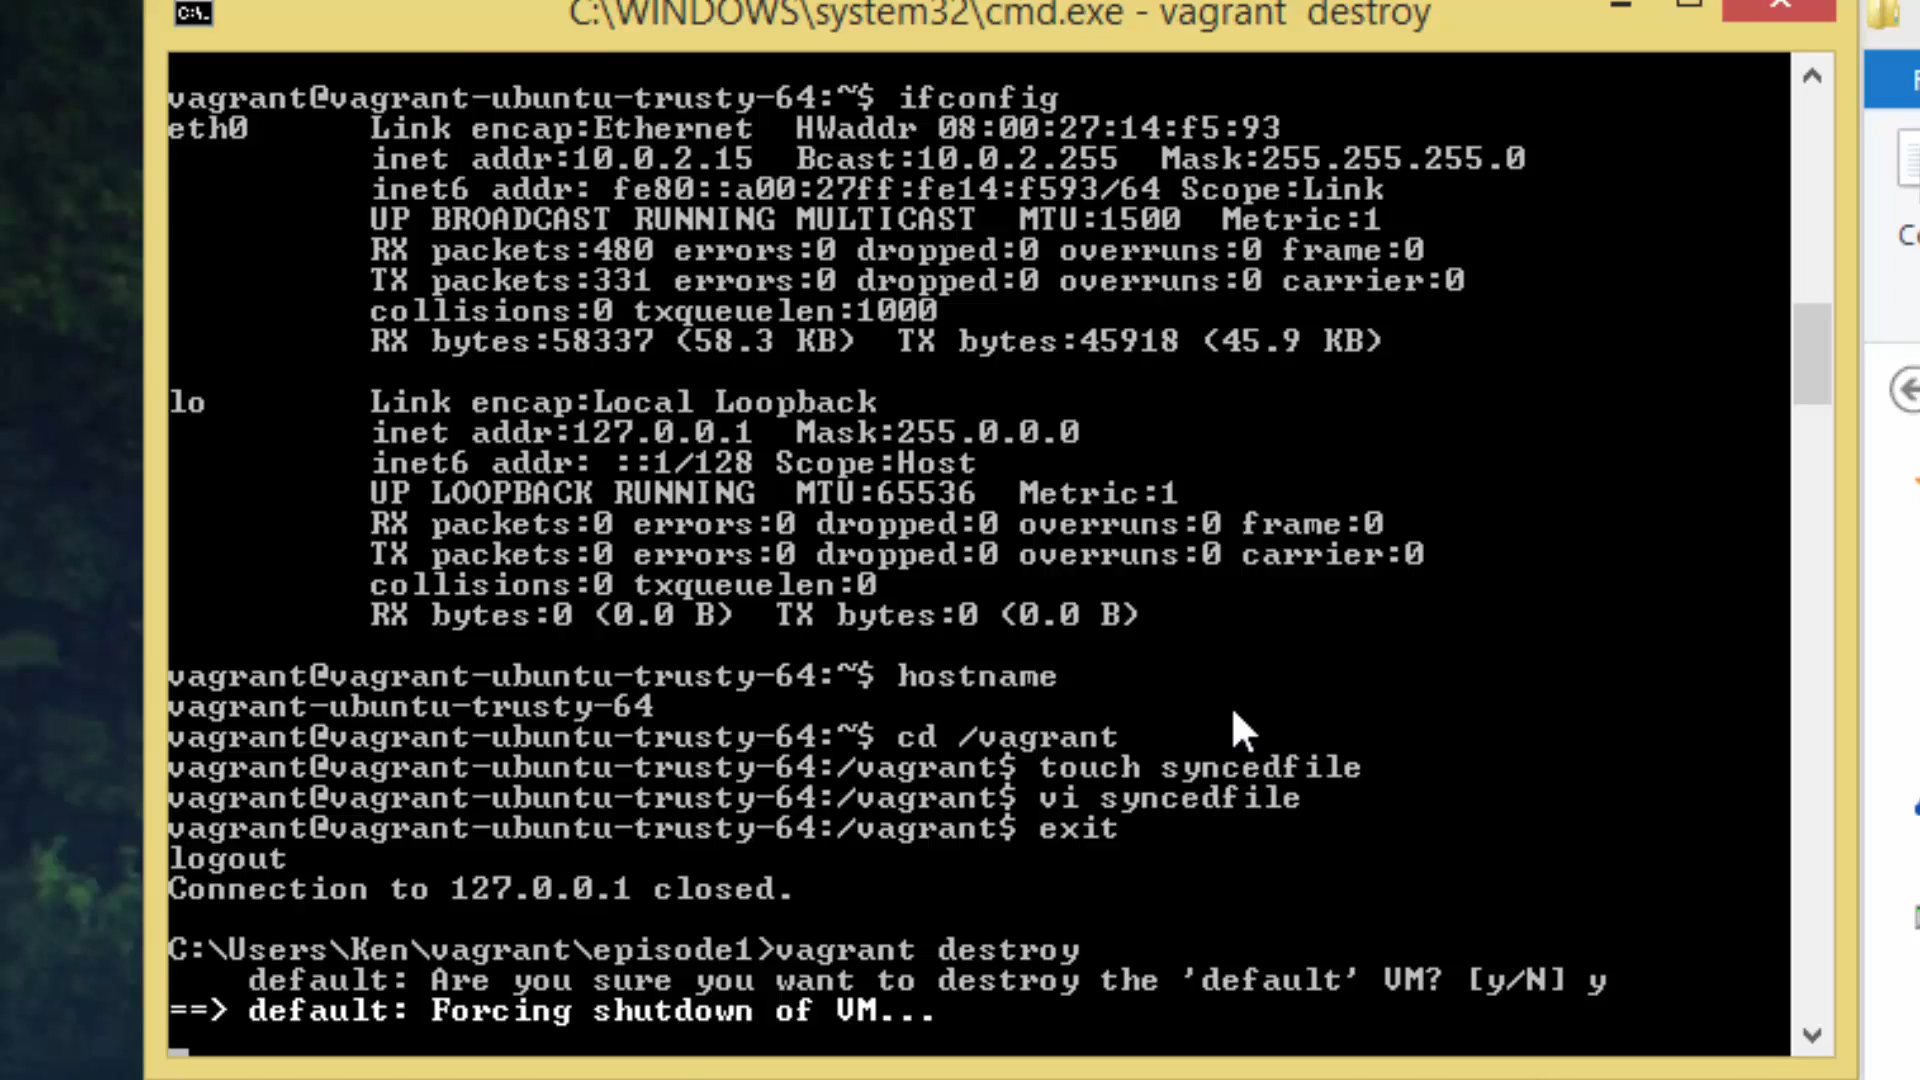 C:\WINDOWS\system32\cmd.exe - vagrant  destroy
vagrant@vagrant-ubuntu-trusty-64:~$ ifconfig
eth0      Link encap:Ethernet  HWaddr 08:00:27:14:f5:93
          inet addr:10.0.2.15  Bcast:10.0.2.255  Mask:255.255.255.0
          inet6 addr: fe80::a00:27ff:fe14:f593/64 Scope:Link
          UP BROADCAST RUNNING MULTICAST  MTU:1500  Metric:1
          RX packets:480 errors:0 dropped:0 overruns:0 frame:0
          TX packets:331 errors:0 dropped:0 overruns:0 carrier:0
          collisions:0 txqueuelen:1000
          RX bytes:58337 (58.3 KB)  TX bytes:45918 (45.9 KB)
lo        Link encap:Local Loopback
          inet addr:127.0.0.1  Mask:255.0.0.0
          inet6 addr: ::1/128 Scope:Host
          UP LOOPBACK RUNNING  MTU:65536  Metric:1
          RX packets:0 errors:0 dropped:0 overruns:0 frame:0
          TX packets:0 errors:0 dropped:0 overruns:0 carrier:0
          collisions:0 txqueuelen:0
          RX bytes:0 (0.0 B)  TX bytes:0 (0.0 B)
vagrant@vagrant-ubuntu-trusty-64:~$ hostname
vagrant-ubuntu-trusty-64
vagrant@vagrant-ubuntu-trusty-64:~$ cd /vagrant
vagrant@vagrant-ubuntu-trusty-64:/vagrant$ touch syncedfile
vagrant@vagrant-ubuntu-trusty-64:/vagrant$ vi syncedfile
vagrant@vagrant-ubuntu-trusty-64:/vagrant$ exit
logout
Connection to 127.0.0.1 closed.
C:\Users\Ken\vagrant\episode1>vagrant destroy
    default: Are you sure you want to destroy the 'default' VM? [y/N] y
==> default: Forcing shutdown of VM...